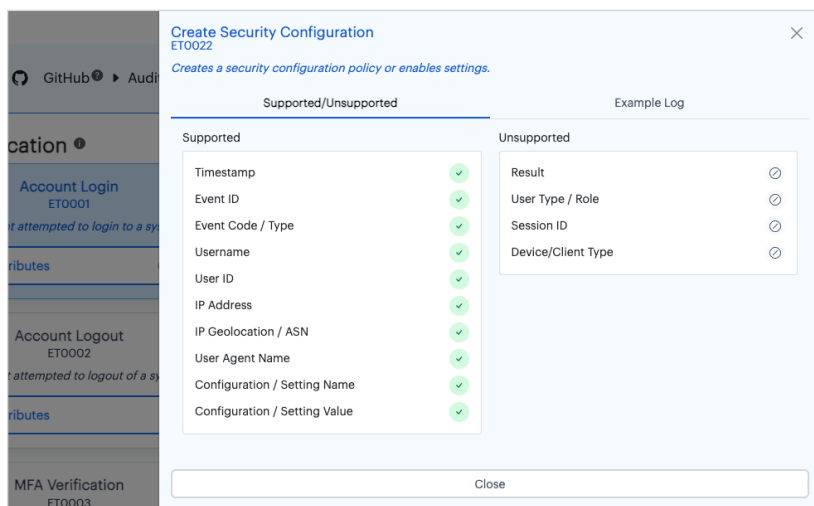 GitHub
Audi
cation
Account Login
ET0001
t attempted to login to a sy
ributes
Account Logout
ET0002
t attempted to logout of a sy
ributes
MFA Verification
ET0003
Create Security Configuration
ET0022
Creates a security configuration policy or enables settings.
Supported/Unsupported
Example Log
Supported
Timestamp
Event ID
Event Code / Type
Username
User ID
IP Address
IP Geolocation / ASN
User Agent Name
Configuration / Setting Name
Configuration / Setting Value
Unsupported
Result
User Type / Role
Session ID
Device/Client Type
Close